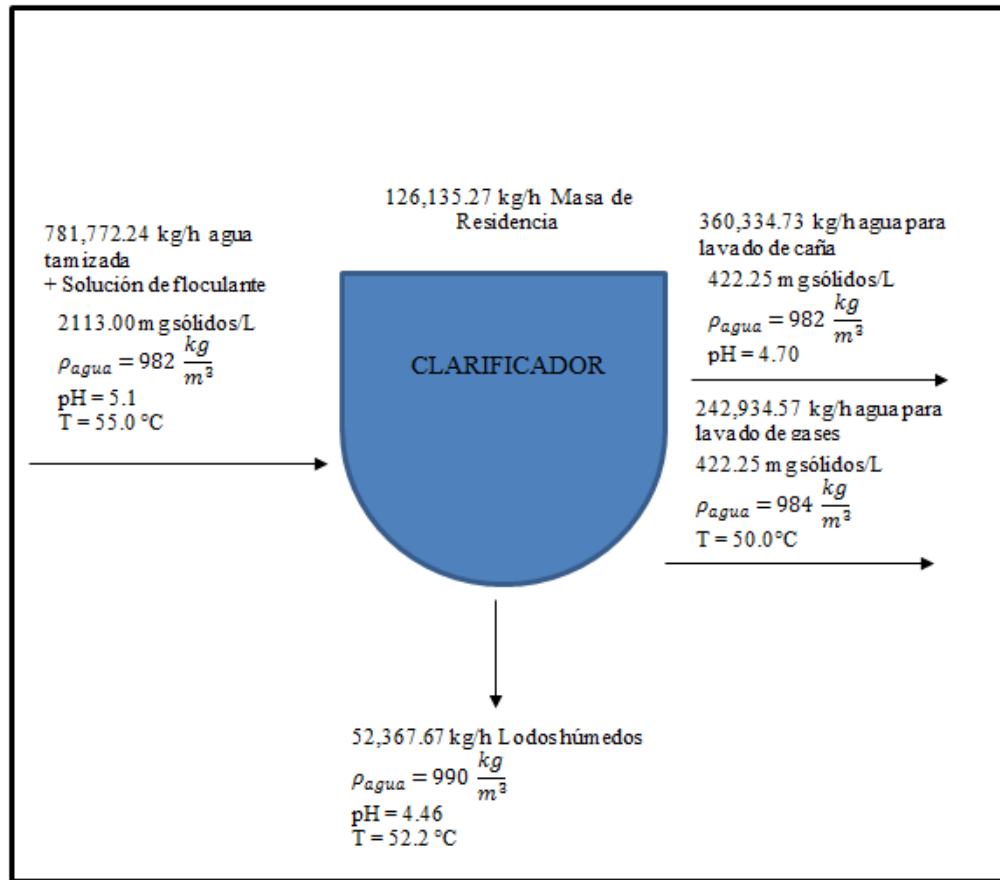 126,135.27 kg/h Masa de
Residencia
781,772.24 kg/h agua
tamizada
+ Solución de floculante
2113.00 mg sólidos/L
ρ_agua = 982 kg/m³
pH = 5.1
T = 55.0 °C
CLARIFICADOR
360,334.73 kg/h agua para
lavado de caña
422.25 mg sólidos/L
ρ_agua = 982 kg/m³
pH = 4.70
242,934.57 kg/h agua para
lavado de gases
422.25 mg sólidos/L
ρ_agua = 984 kg/m³
T = 50.0°C
52,367.67 kg/h Lodos húmedos
ρ_agua = 990 kg/m³
pH = 4.46
T = 52.2 °C